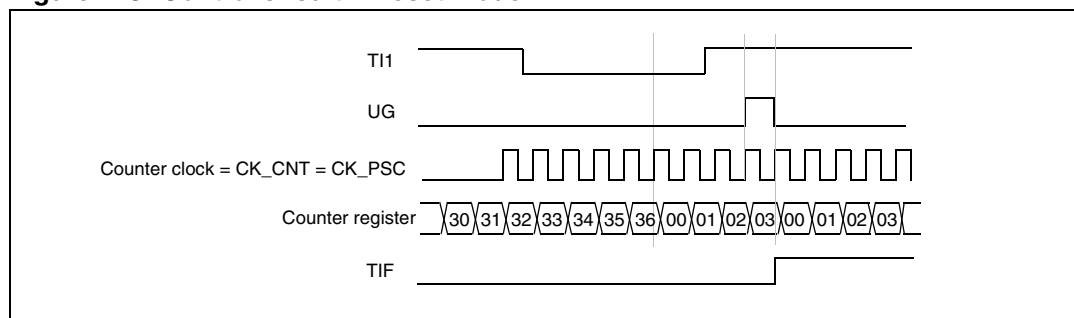 TI1
UG
Counter clock = CK_CNT = CK_PSC
Counter register 30 31 32 33 34 35 36 00 01 02 03 00 01 02 03
TIF